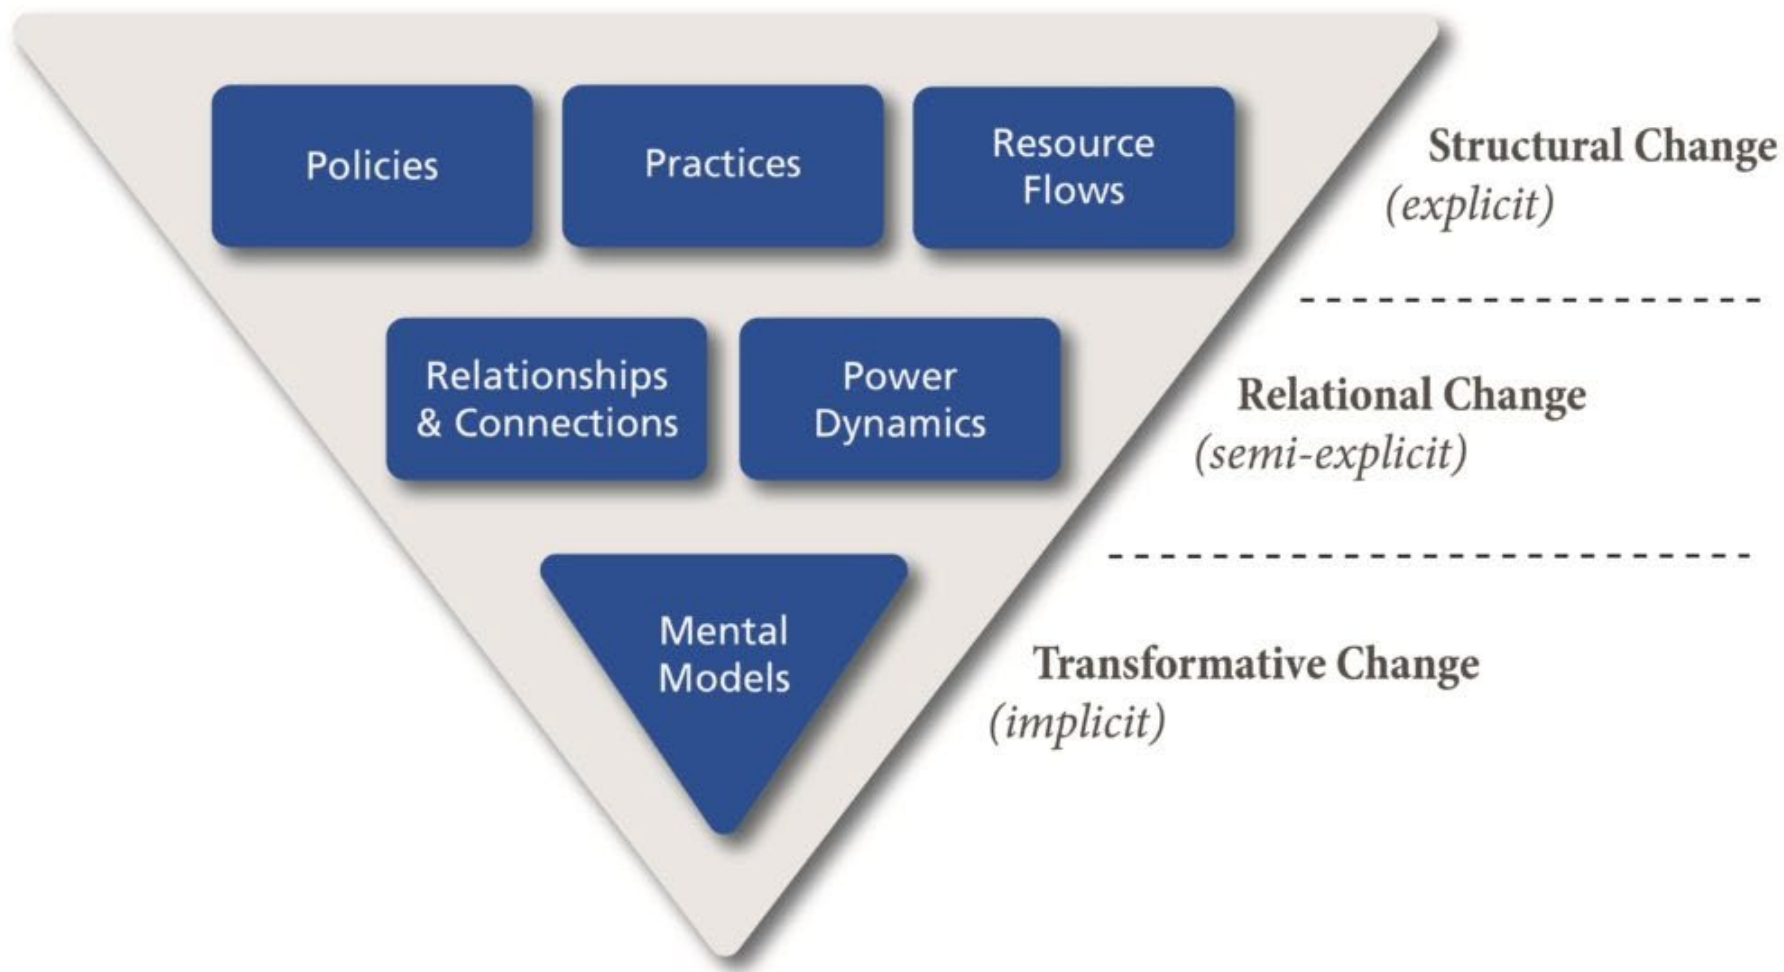 Policies
Practices
Resource
Flows
Structural Change
(explicit)
Relationships
& Connections
Power
Dynamics
Relational Change
(semi-explicit)
Mental
Models
Transformative Change
(implicit)